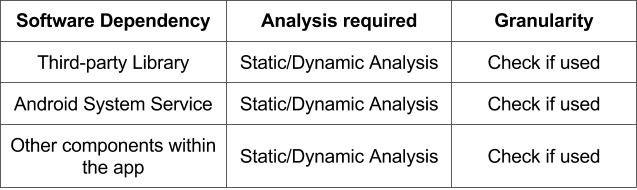 Software Dependency Analysis required Granularity
Third-party Library Static/Dynamic Analysis Check if used
Android System Service Static/Dynamic Analysis Check if used
Other components within
the app Static/Dynamic Analysis Check if used